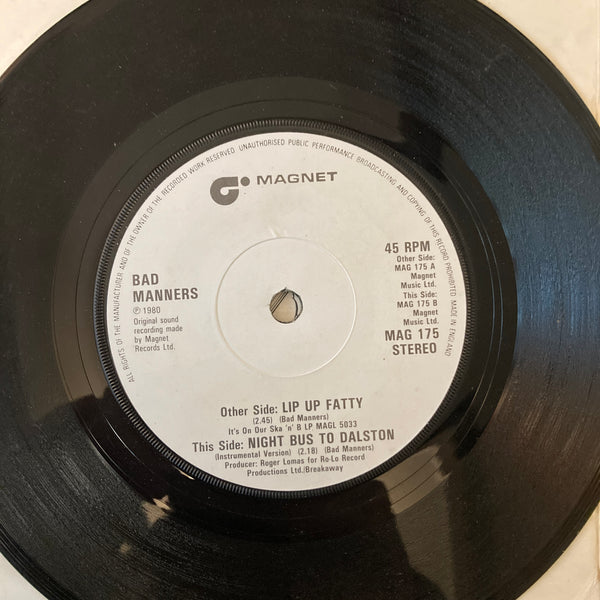 ALL RIGHTS OF THE MANUFACTURER AND OF THE OWNER OF THE RECORDED WORK RESERVED. UNAUTHORISED PUBLIC PERFORMANCE BROADCASTING AND COPYING OF THIS RECORD PROHIBITED MADE IN ENGLAND
MAGNET
BAD
MANNERS
℗ 1980
Original sound
recording made
by Magnet
Records Ltd.
45 RPM
Other Side:
MAG 175 A
Magnet
Music Ltd.
This Side:
MAG 175 B
Magnet
Music Ltd.
MAG 175
STEREO
Other Side: LIP UP FATTY
(2.45) (Bad Manners)
It's On Our Ska 'n' B LP MAGL 5033
This Side: NIGHT BUS TO DALSTON
(Instrumental Version) (2.18) (Bad Manners)
Producer: Roger Lomas for Ro-Lo Record
Productions Ltd./Breakaway